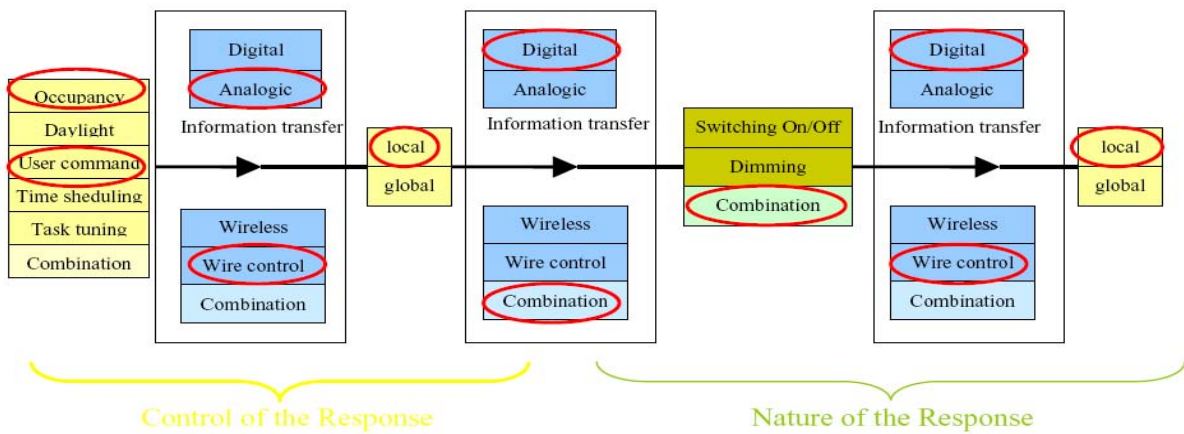 Occupancy
Daylight
User command
Time sheduling
Task tuning
Combination
Digital
Analogic
Information transfer
Wireless
Wire control
Combination
local
global
Digital
Analogic
Information transfer
Wireless
Wire control
Combination
Switching On/Off
Dimming
Combination
Digital
Analogic
Information transfer
Wireless
Wire control
Combination
local
global
Control of the Response
Nature of the Response